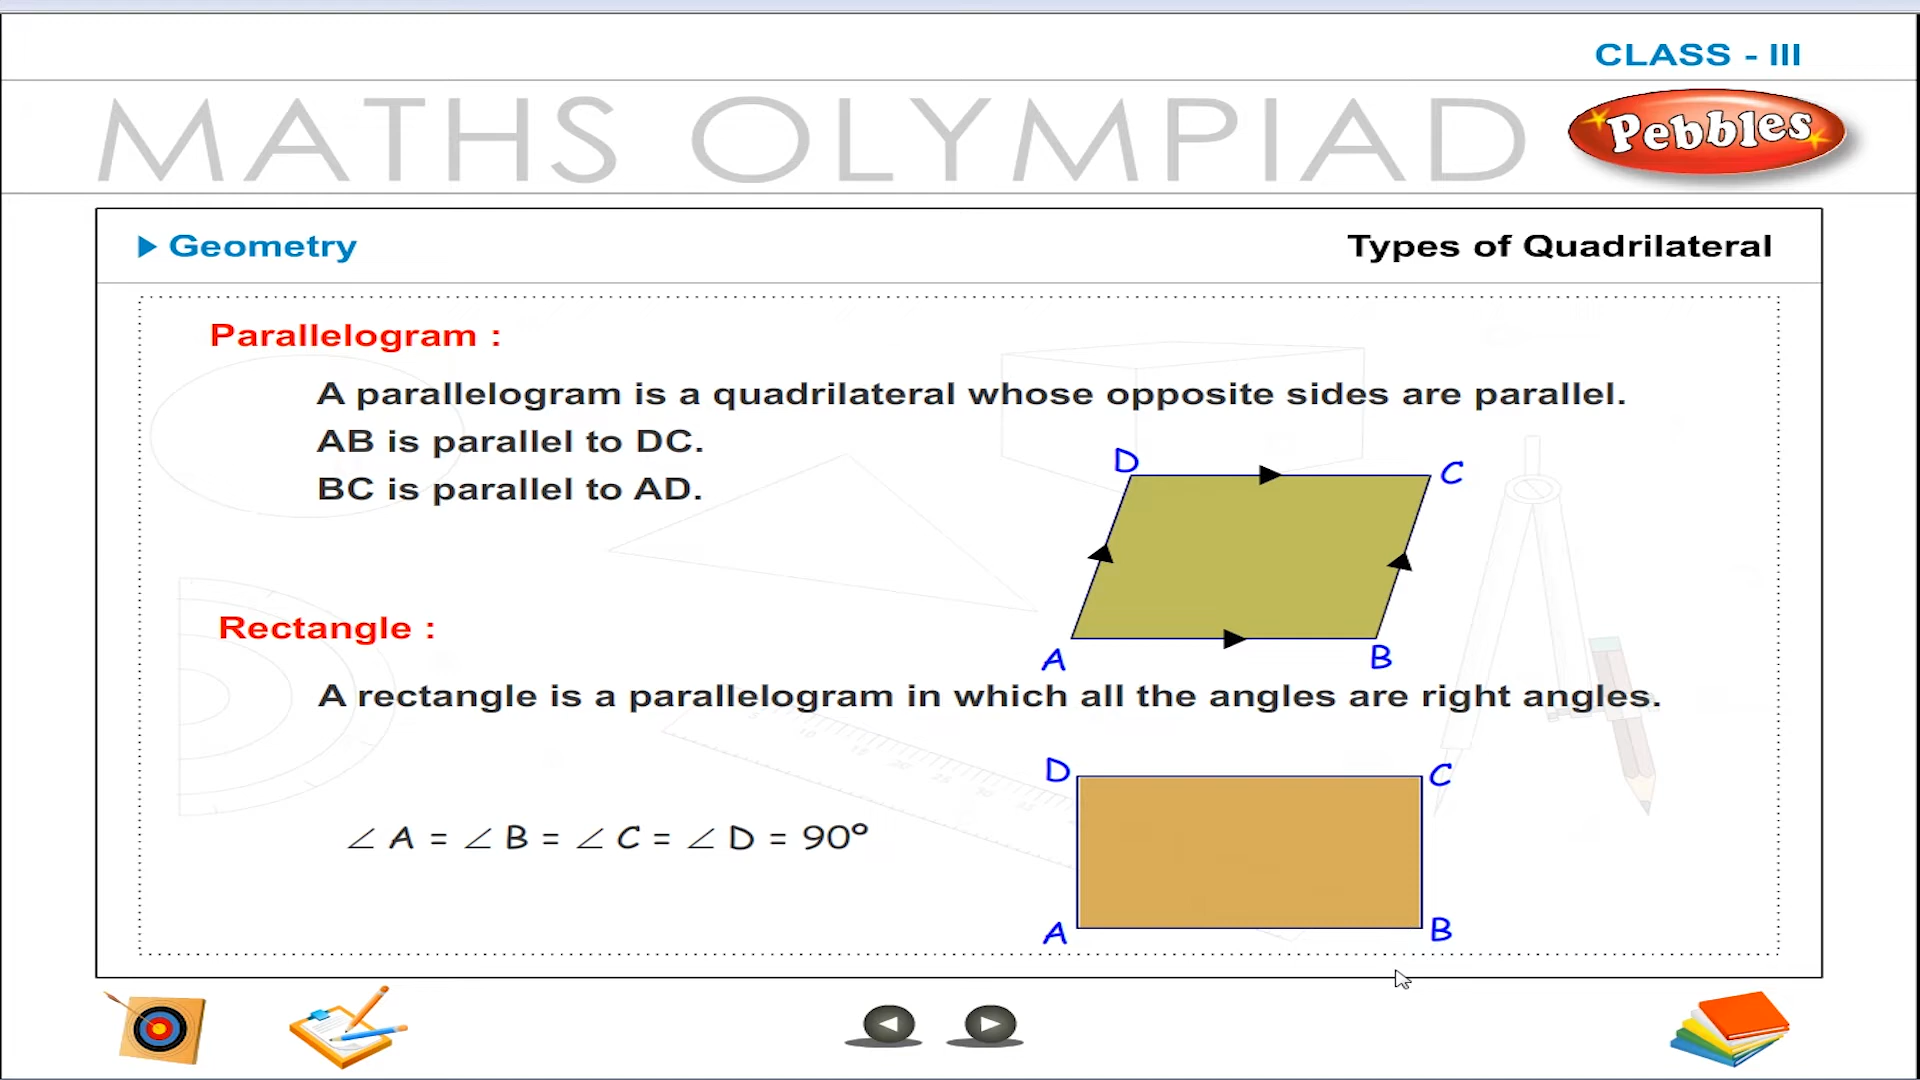 CLASS - III
MATHS OLYMPIAD
Pebbles
Geometry
Types of Quadrilateral
Parallelogram :
A parallelogram is a quadrilateral whose opposite sides are parallel.
AB is parallel to DC.
BC is parallel to AD.
D C
A B
Rectangle :
A rectangle is a parallelogram in which all the angles are right angles.
D C
∠ A = ∠ B = ∠ C = ∠ D = 90°
A B